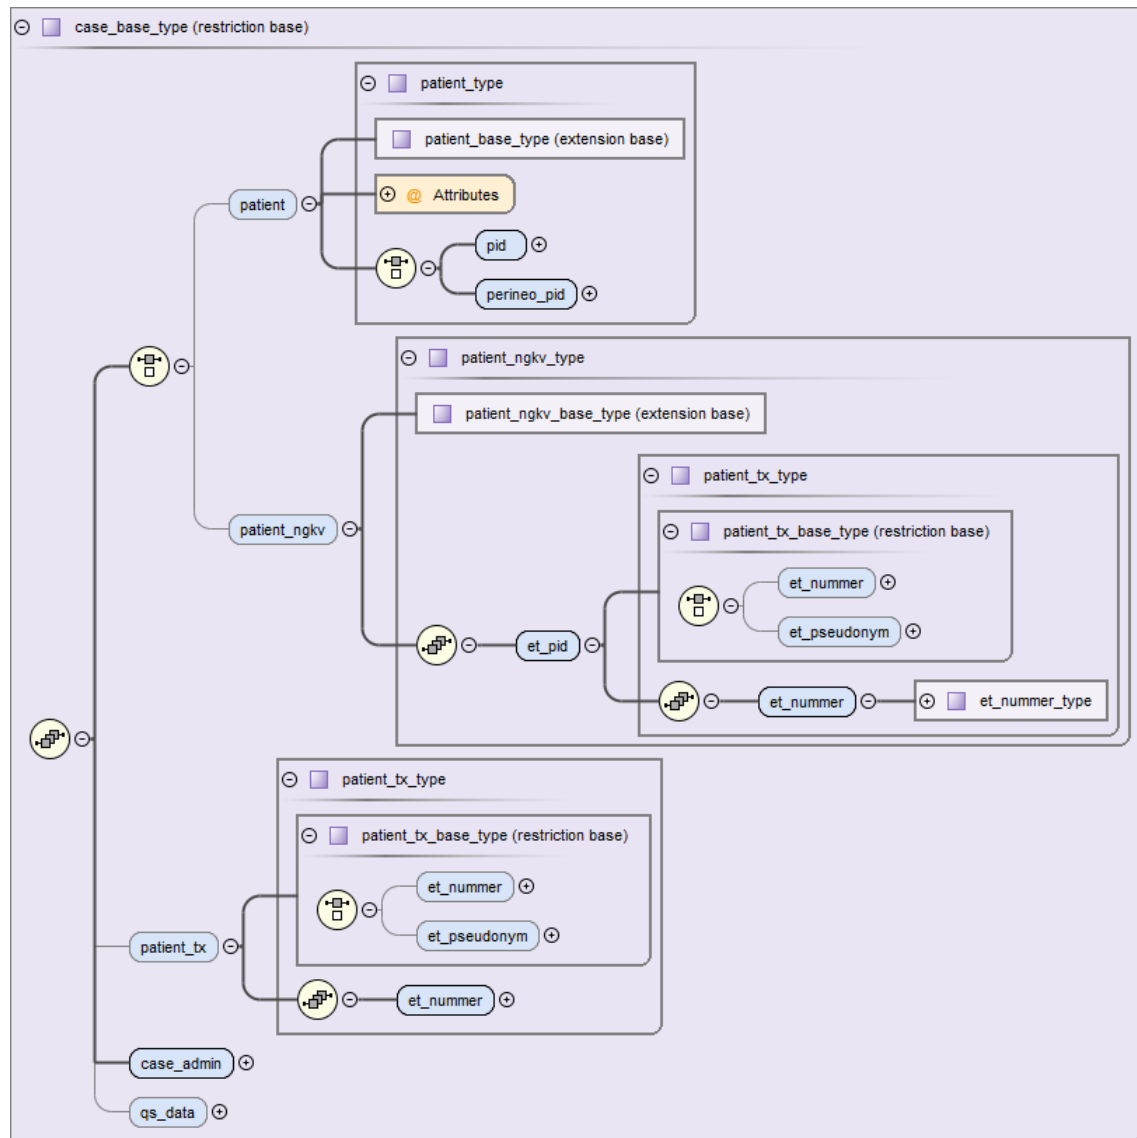 case_base_type (restriction base)
patient_type
patient_base_type (extension base)
@ Attributes
patient
pid
perineo_pid
patient_ngkv_type
patient_ngkv_base_type (extension base)
patient_tx_type
patient_tx_base_type (restriction base)
patient_ngkv
et_nummer
et_pseudonym
et_pid
et_nummer
et_nummer_type
patient_tx_type
patient_tx_base_type (restriction base)
et_nummer
et_pseudonym
patient_tx
et_nummer
case_admin
qs_data